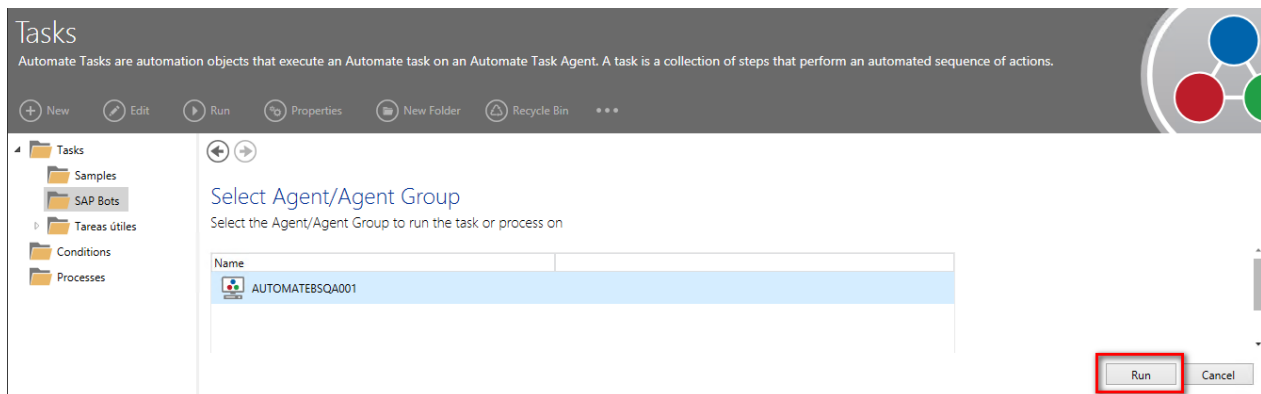 Tasks
Automate Tasks are automation objects that execute an Automate task on an Automate Task Agent. A task is a collection of steps that perform an automated sequence of actions.
New Edit Run Properties New Folder Recycle Bin
Tasks
Samples
SAP Bots
Tareas útiles
Conditions
Processes
Select Agent/Agent Group
Select the Agent/Agent Group to run the task or process on
Name
AUTOMATEBSQA001
Run Cancel